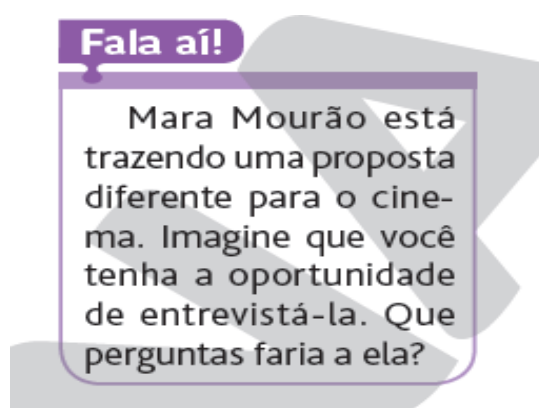 Fala aí!
Mara Mourão está
trazendo uma proposta
diferente para o cine-
ma. Imagine que você
tenha a oportunidade
de entrevistá-la. Que
perguntas faria a ela?